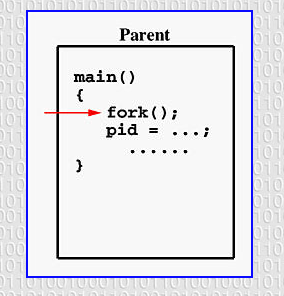 Parent
main()
{
fork();
pid = ...;
......
}